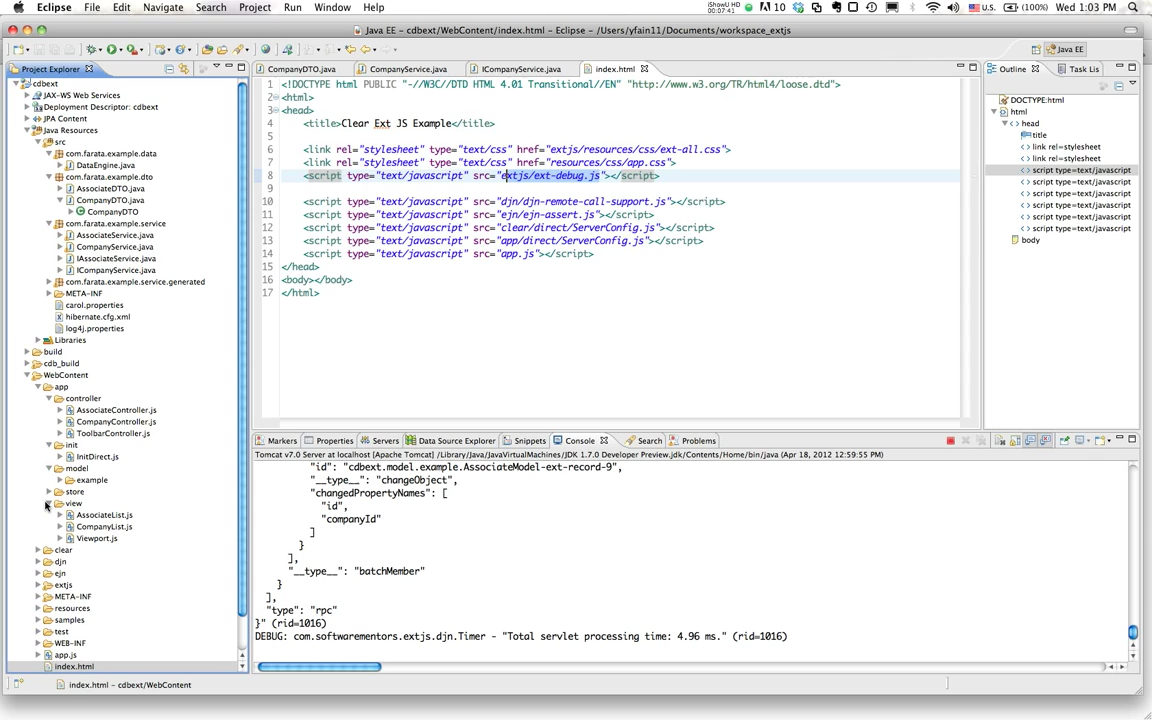 Eclipse File Edit Navigate Search Project Run Window Help
iShowU HD
00:07:41
10
U.S.
(100%)
Wed 1:03 PM
Java EE - cdbext/WebContent/index.html - Eclipse - /Users/yfain11/Documents/workspace_extjs
Java EE
Project Explorer
cdbext
JAX-WS Web Services
Deployment Descriptor: cdbext
JPA Content
Java Resources
src
com.farata.example.data
DataEngine.java
com.farata.example.dto
AssociateDTO.java
CompanyDTO.java
CompanyDTO
com.farata.example.service
AssociateService.java
CompanyService.java
IAssociateService.java
ICompanyService.java
com.farata.example.service.generated
META-INF
carol.properties
hibernate.cfg.xml
log4j.properties
Libraries
build
cdb_build
WebContent
app
controller
AssociateController.js
CompanyController.js
ToolbarController.js
init
InitDirect.js
model
example
store
view
AssociateList.js
CompanyList.js
Viewport.js
clear
djn
ejn
extjs
META-INF
resources
samples
test
WEB-INF
app.js
index.html
CompanyDTO.java CompanyService.java ICompanyService.java index.html
1 <!DOCTYPE html PUBLIC "-//W3C//DTD HTML 4.01 Transitional//EN" "http://www.w3.org/TR/html4/loose.dtd">
2 <html>
3 <head>
4 <title>Clear Ext JS Example</title>
5
6 <link rel="stylesheet" type="text/css" href="extjs/resources/css/ext-all.css">
7 <link rel="stylesheet" type="text/css" href="resources/css/app.css">
8 <script type="text/javascript" src="extjs/ext-debug.js"></script>
9
10 <script type="text/javascript" src="djn/djn-remote-call-support.js"></script>
11 <script type="text/javascript" src="ejn/ejn-assert.js"></script>
12 <script type="text/javascript" src="clear/direct/ServerConfig.js"></script>
13 <script type="text/javascript" src="app/direct/ServerConfig.js"></script>
14 <script type="text/javascript" src="app.js"></script>
15 </head>
16 <body></body>
17 </html>
Outline Task Lis
DOCTYPE:html
html
head
title
link rel=stylesheet
link rel=stylesheet
script type=text/javascript
script type=text/javascript
script type=text/javascript
script type=text/javascript
script type=text/javascript
script type=text/javascript
body
Markers Properties Servers Data Source Explorer Snippets Console Search Problems
Tomcat v7.0 Server at localhost [Apache Tomcat] /Library/Java/JavaVirtualMachines/JDK 1.7.0 Developer Preview.jdk/Contents/Home/bin/java (Apr 18, 2012 12:59:55 PM)
"id": "cdbext.model.example.AssociateModel-ext-record-9",
"__type__": "changeObject",
"changedPropertyNames": [
"id",
"companyId"
]
}
],
"__type__": "batchMember"
}
],
"type": "rpc"
}" (rid=1016)
DEBUG: com.softwarementors.extjs.djn.Timer - "Total servlet processing time: 4.96 ms." (rid=1016)
index.html - cdbext/WebContent